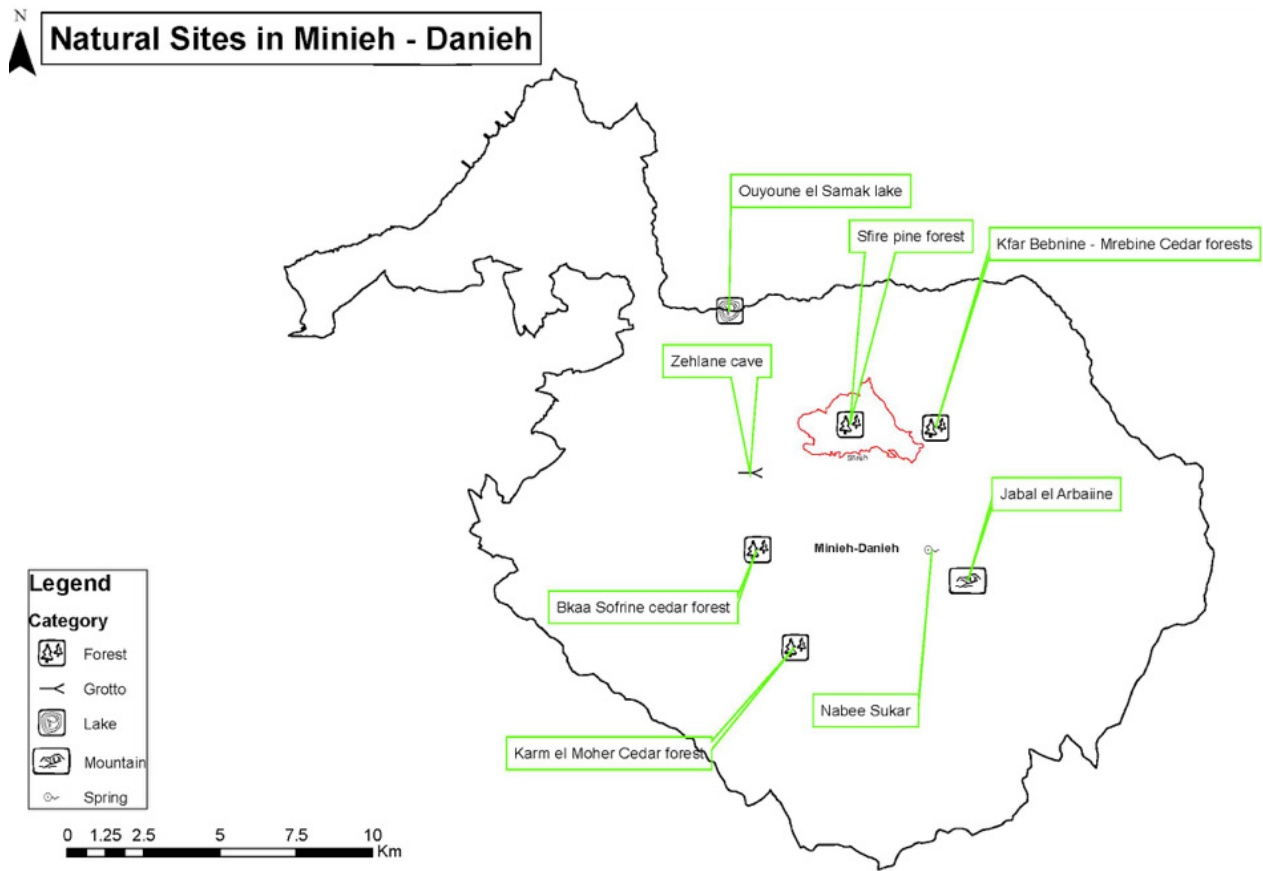 N
Natural Sites in Minieh - Danieh
Ouyoune el Samak lake
Sfire pine forest
Kfar Bebnine - Mrebine Cedar forests
Zehlane cave
Sfireh
Jabal el Arbaiine
Minieh-Danieh
Bkaa Sofrine cedar forest
Nabee Sukar
Karm el Moher Cedar forest
Legend
Category
Forest
Grotto
Lake
Mountain
Spring
0 1.25 2.5 5 7.5 10
Km